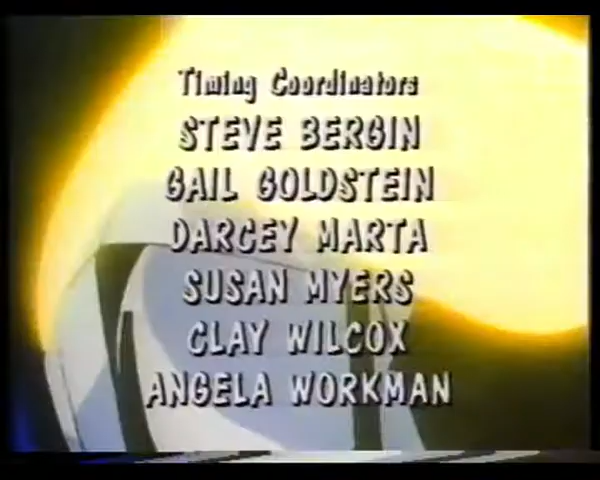 Timing Coordinators
STEVE BERGIN
GAIL GOLDSTEIN
DARCEY MARTA
SUSAN MYERS
CLAY WILCOX
ANGELA WORKMAN